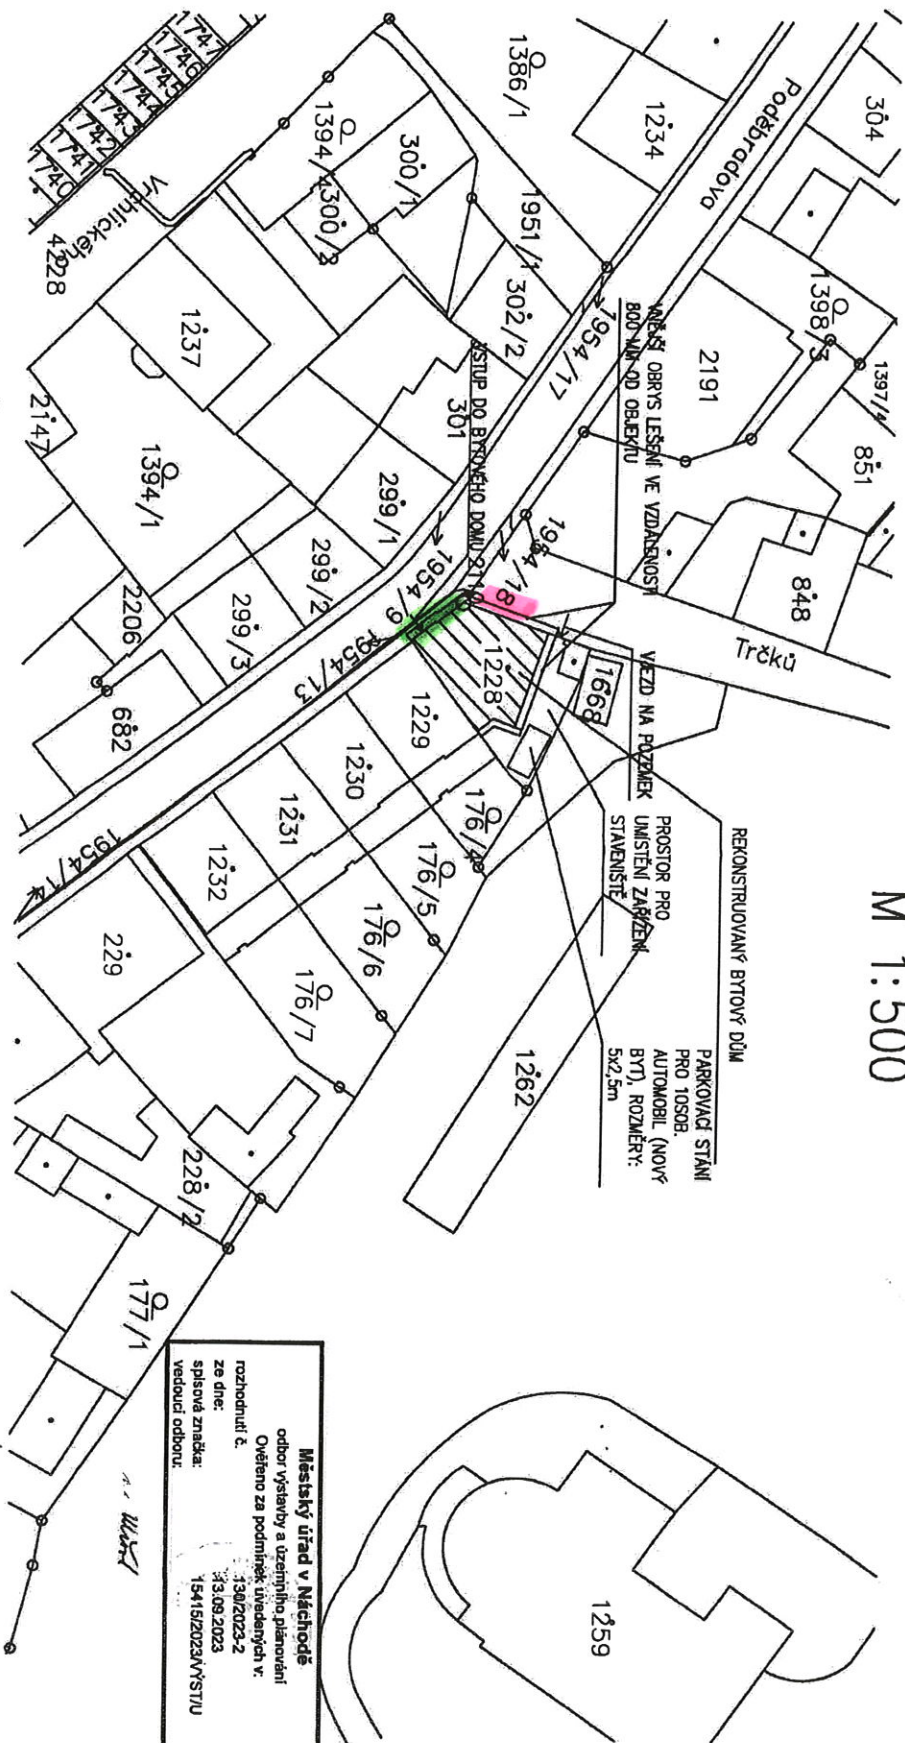 M 1:500
REKONSTRUOVANÝ BYTOVÝ DŮM
PARKOVACÍ STÁNÍ
PRO 1OSOB.
AUTOMOBIL (NOVÝ
BYT), ROZMĚRY:
5x2,5m
PROSTOR PRO
UMÍSTĚNÍ ZAŘÍZENÍ
STAVENIŠTĚ
VJEZD NA POZEMEK
VNĚJŠÍ OBRYS LEŠENÍ VE VZDÁLENOSTI
800 MM OD OBJEKTU
VSTUP DO BYTOVÉHO DOMU
Poděbradova
Trčků
Vrchlického
304
1234
1386/1
1398/3
1397/4
851
848
2191
1951/1
302/2
1954/17
1954/18
301
300/1
300/2
1394/4
1747
1746
1745
1744
1743
1742
1741
1740
4228
1237
2147
1394/1
299/1
299/2
299/3
2206
682
1954/9
1954/13
1954/14
1668
1228
1229
1230
1231
1232
176/5
176/6
176/7
229
228/2
177/1
1262
1259
Městský úřad v Náchodě
odbor výstavby a územního plánování
Ověřeno za podmínek uvedených v:
rozhodnutí č. 130/2023-2
ze dne: 13.09.2023
spisová značka: 15415/2023/VÝST/U
vedoucí odboru: